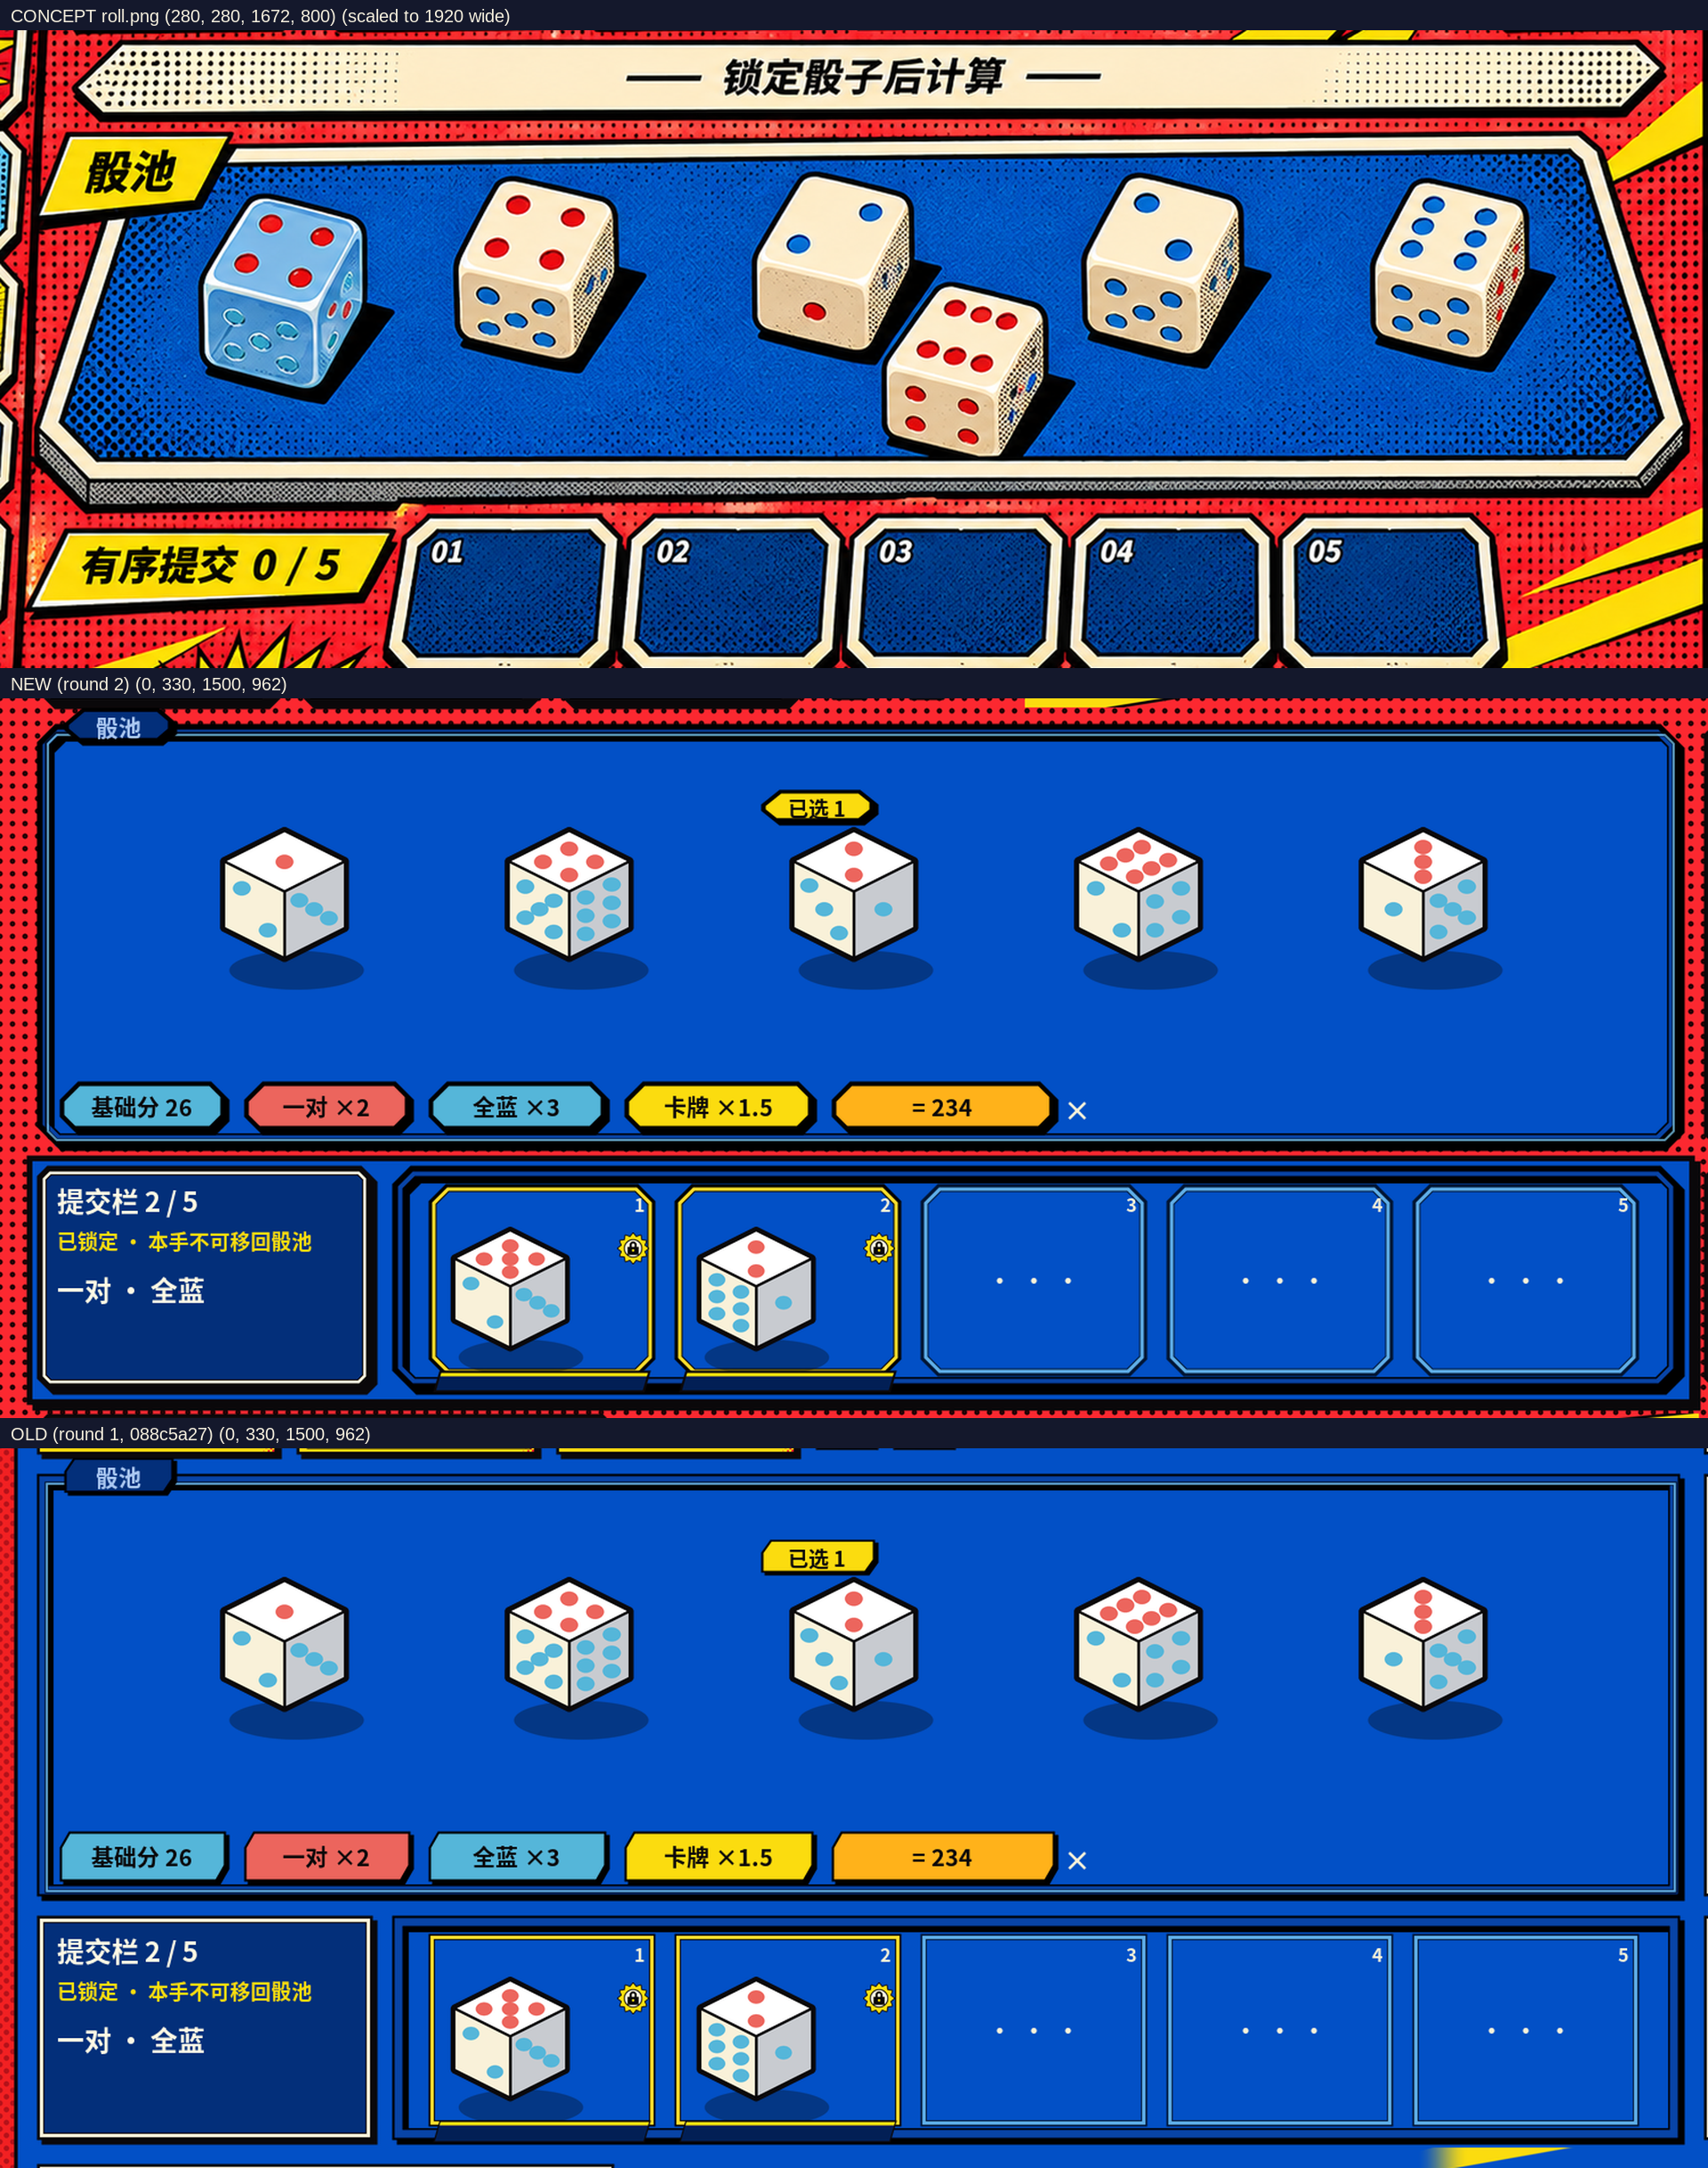 CONCEPT roll.png (280, 280, 1672, 800) (scaled to 1920 wide)
—— 锁定骰子后计算 ——
骰池
有序提交 0 / 5
01
02
03
04
05
NEW (round 2) (0, 330, 1500, 962)
骰池
已选 1
基础分 26
一对 ×2
全蓝 ×3
卡牌 ×1.5
= 234
×
提交栏 2 / 5
已锁定 · 本手不可移回骰池
一对 · 全蓝
1
2
3
4
5
• • •
• • •
• • •
OLD (round 1, 088c5a27) (0, 330, 1500, 962)
骰池
已选 1
基础分 26
一对 ×2
全蓝 ×3
卡牌 ×1.5
= 234
×
提交栏 2 / 5
已锁定 · 本手不可移回骰池
一对 · 全蓝
1
2
3
4
5
• • •
• • •
• • •